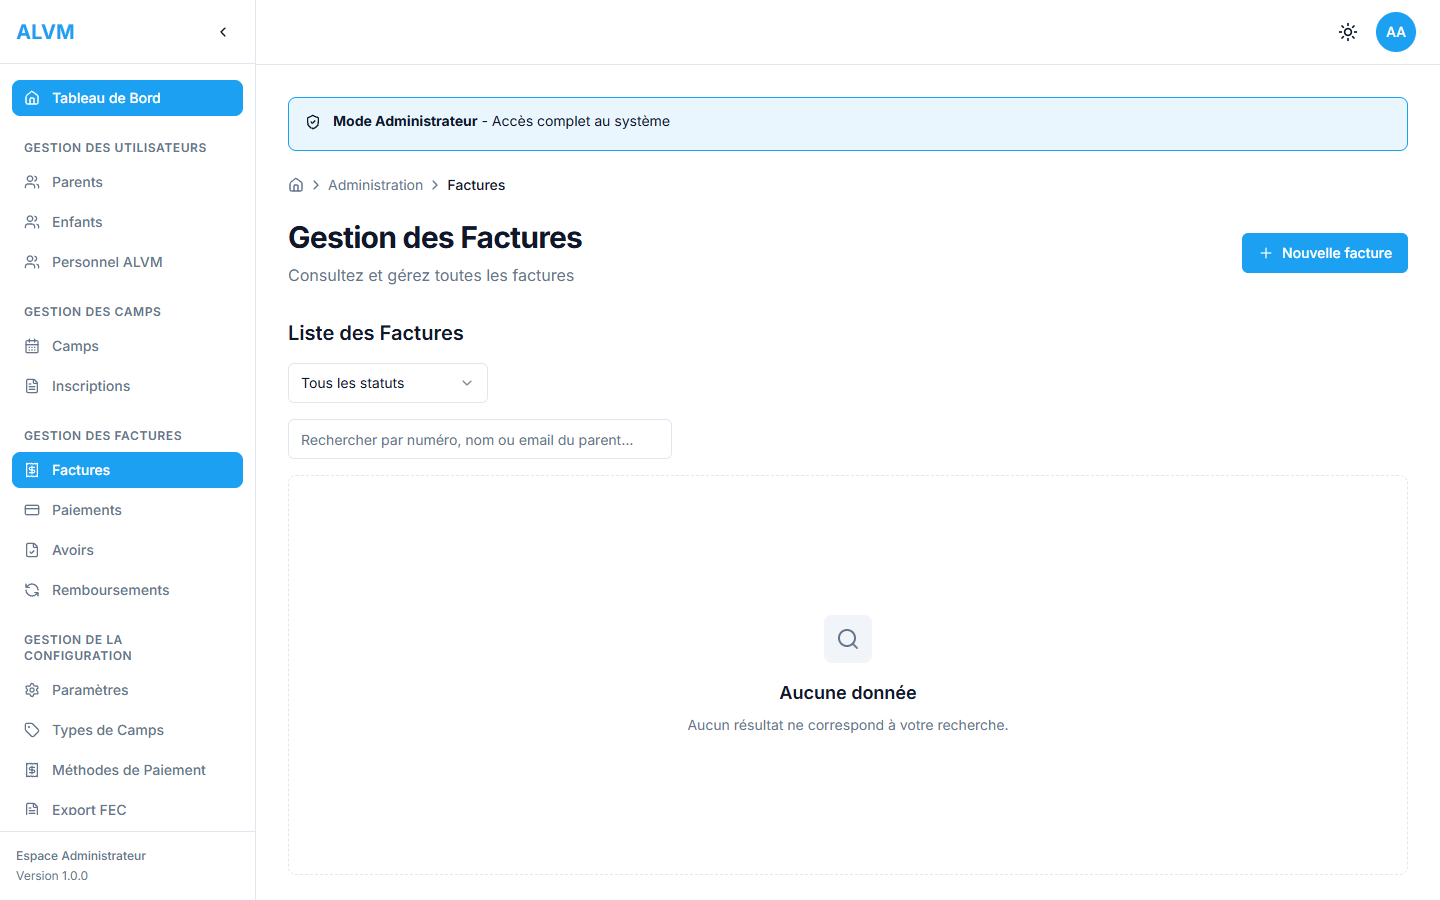 ALVM
AA
Tableau de Bord
GESTION DES UTILISATEURS
Parents
Enfants
Personnel ALVM
GESTION DES CAMPS
Camps
Inscriptions
GESTION DES FACTURES
Factures
Paiements
Avoirs
Remboursements
GESTION DE LA
CONFIGURATION
Paramètres
Types de Camps
Méthodes de Paiement
Export FEC
Espace Administrateur
Version 1.0.0
Mode Administrateur - Accès complet au système
Administration
Factures
Gestion des Factures
Consultez et gérez toutes les factures
Nouvelle facture
Liste des Factures
Tous les statuts
Rechercher par numéro, nom ou email du parent...
Aucune donnée
Aucun résultat ne correspond à votre recherche.